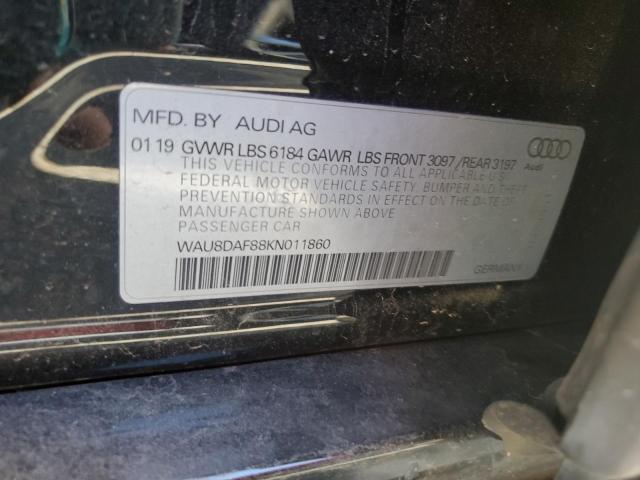 MFD. BY AUDI AG
01 19 GVWR LBS 6184 GAWR LBS FRONT 3097 / REAR 3197
THIS VEHICLE CONFORMS TO ALL APPLICABLE U.S.
FEDERAL MOTOR VEHICLE SAFETY, BUMPER AND THEFT
PREVENTION STANDARDS IN EFFECT ON THE DATE OF
MANUFACTURE SHOWN ABOVE
PASSENGER CAR
WAU8DAF88KN011860
Audi
GERMANY